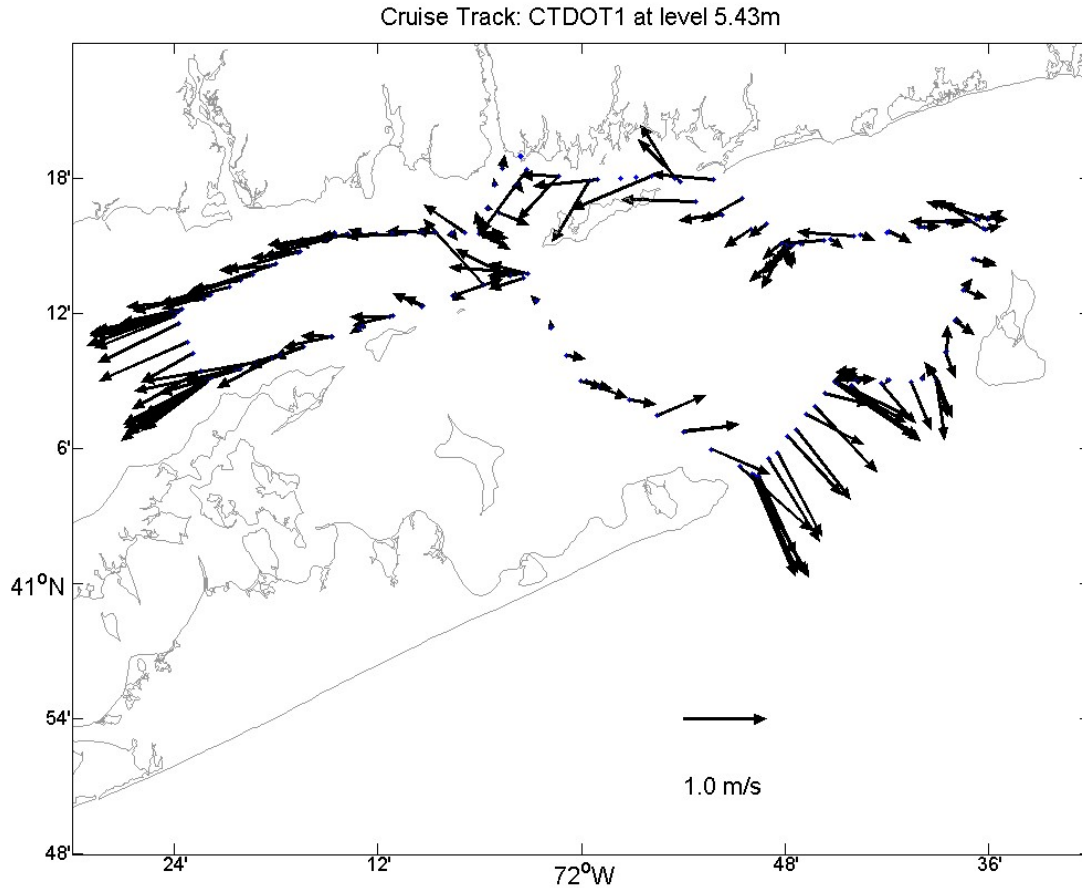 Cruise Track: CTDOT1 at level 5.43m
18'
12'
6'
41°N
54'
48'
1.0 m/s
24'
12'
72°W
48'
36'